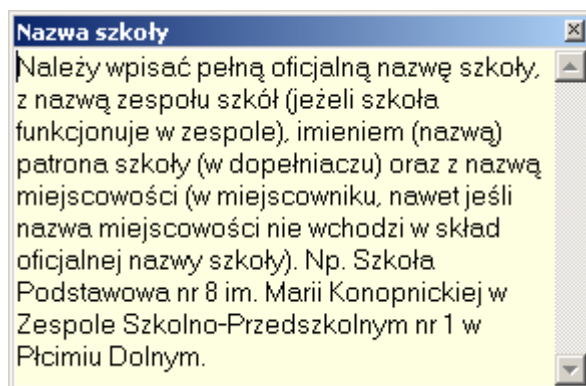 Nazwa szkoły
Należy wpisać pełną oficjalną nazwę szkoły,
z nazwą zespołu szkół (jeżeli szkoła
funkcjonuje w zespole), imieniem (nazwą)
patrona szkoły (w dopełniaczu) oraz z nazwą
miejscowości (w miejscowniku, nawet jeśli
nazwa miejscowości nie wchodzi w skład
oficjalnej nazwy szkoły). Np. Szkoła
Podstawowa nr 8 im. Marii Konopnickiej w
Zespole Szkolno-Przedszkolnym nr 1 w
Płcimiu Dolnym.